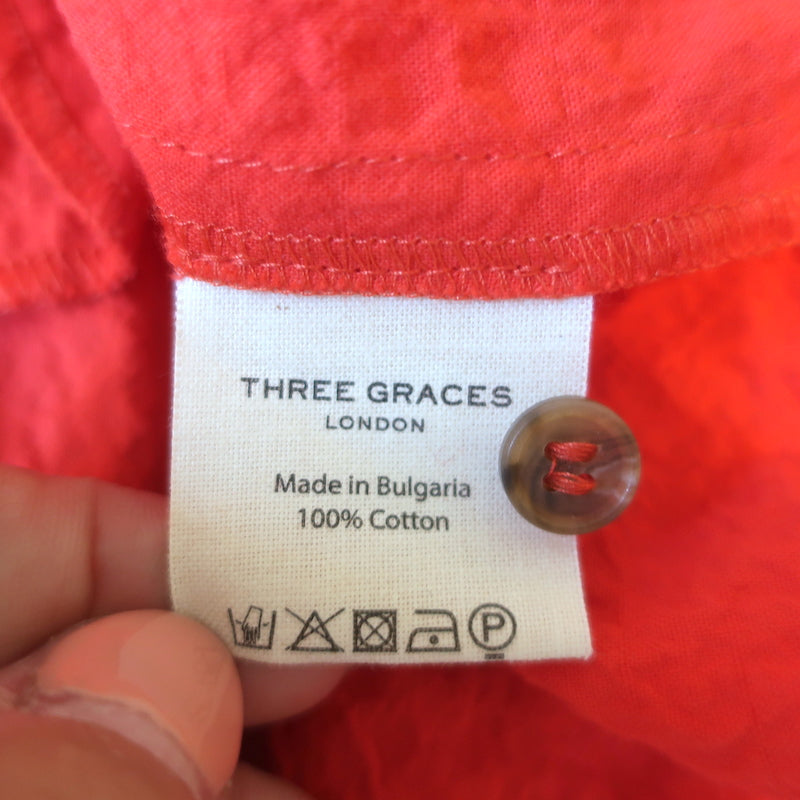 THREE GRACES
LONDON
Made in Bulgaria
100% Cotton
P